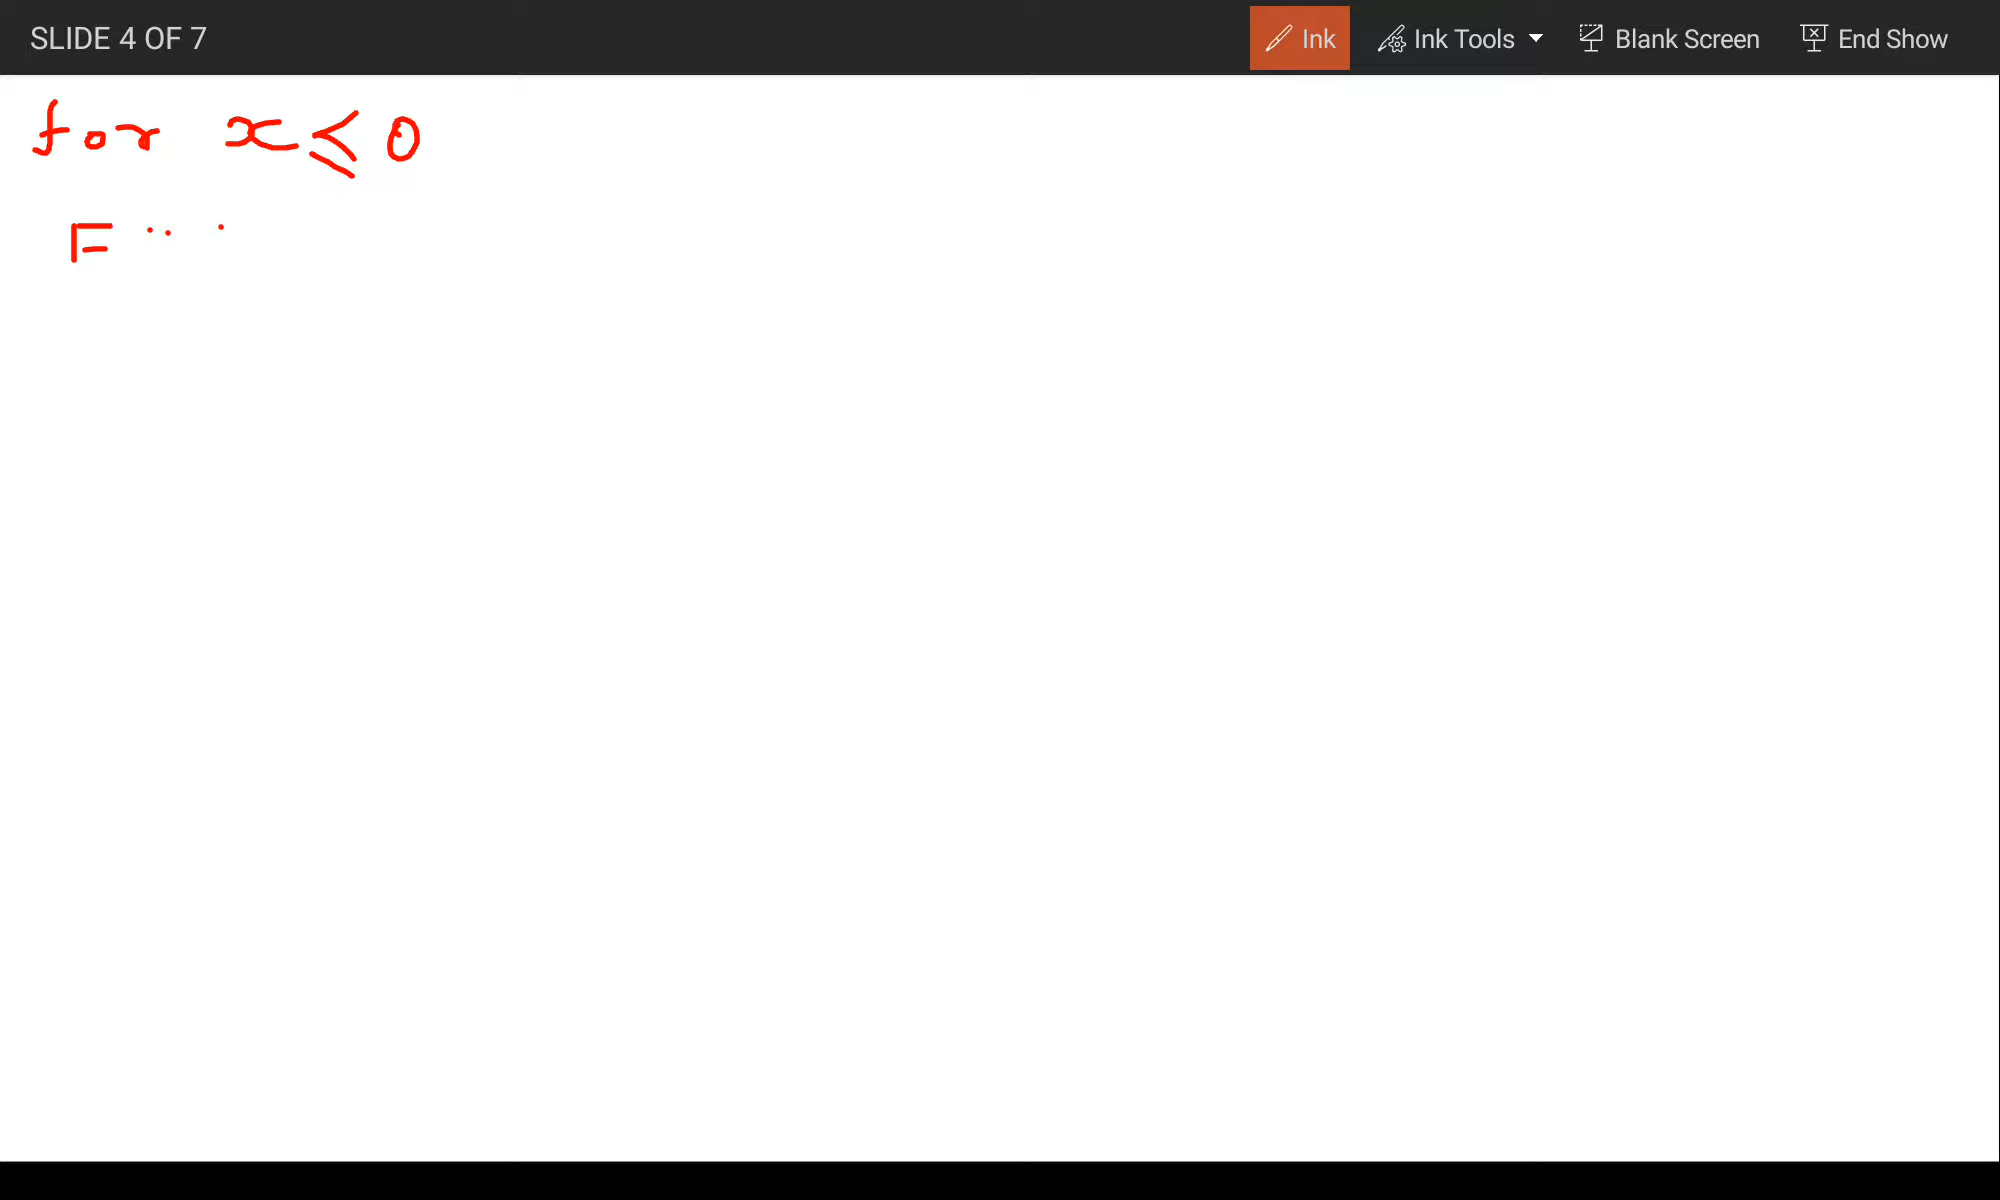 SLIDE 4 OF 7 Ink Ink Tools Blank Screen End Show
for x ≤ 0
F